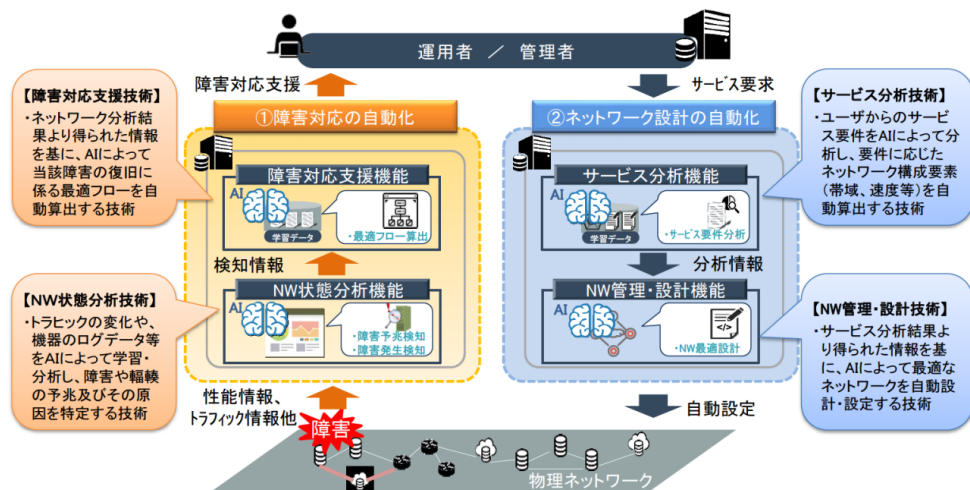 運用者 ／ 管理者
障害対応支援
サービス要求
【障害対応支援技術】
・ネットワーク分析結
果より得られた情報
を基に、AIによって
当該障害の復旧に
係る最適フローを自
動算出する技術
①障害対応の自動化
障害対応支援機能
AI
学習データ
・最適フロー算出
検知情報
NW状態分析機能
AI
・障害予兆検知
・障害発生検知
【NW状態分析技術】
・トラヒックの変化や、
機器のログデータ等
をAIによって学習・
分析し、障害や輻輳
の予兆及びその原
因を特定する技術
性能情報、
トラフィック情報他
障害
②ネットワーク設計の自動化
サービス分析機能
AI
学習データ
・サービス要件分析
分析情報
NW管理・設計機能
AI
・NW最適設計
自動設定
【サービス分析技術】
・ユーザからのサービ
ス要件をAIによって分
析し、要件に応じた
ネットワーク構成要素
（帯域、速度等）を自
動算出する技術
【NW管理・設計技術】
・サービス分析結果よ
り得られた情報を基
に、AIによって最適な
ネットワークを自動設
計・設定する技術
物理ネットワーク